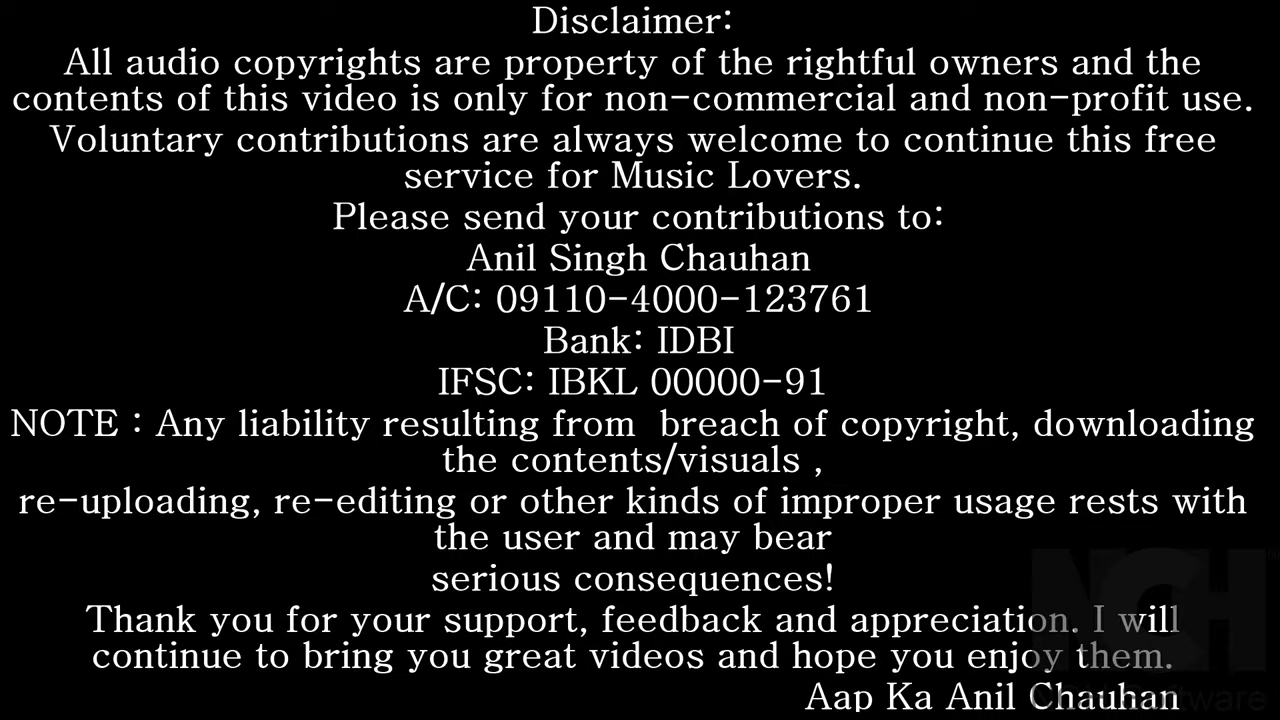 Disclaimer:
All audio copyrights are property of the rightful owners and the
contents of this video is only for non-commercial and non-profit use.
Voluntary contributions are always welcome to continue this free
service for Music Lovers.
Please send your contributions to:
Anil Singh Chauhan
A/C: 09110-4000-123761
Bank: IDBI
IFSC: IBKL 00000-91
NOTE : Any liability resulting from  breach of copyright, downloading
the contents/visuals ,
re-uploading, re-editing or other kinds of improper usage rests with
the user and may bear
serious consequences!
Thank you for your support, feedback and appreciation. I will
continue to bring you great videos and hope you enjoy them.
Aap Ka Anil Chauhan
NCH
NCH Software